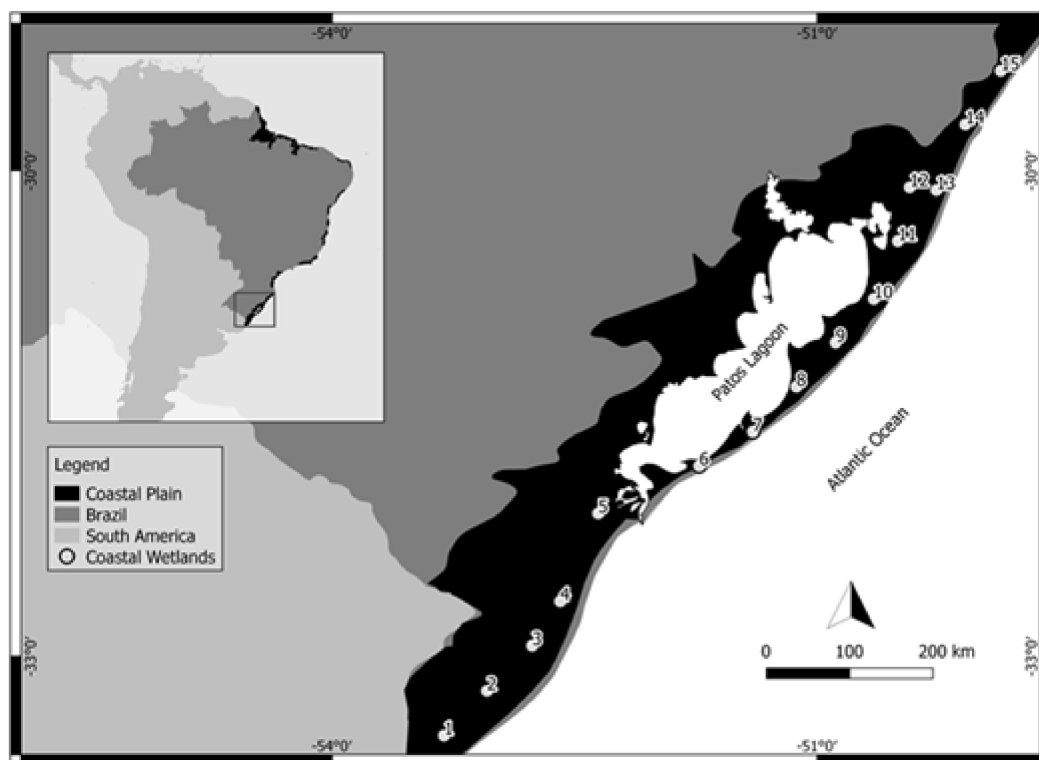 -54°0′
-51°0′
15
14
-30°0′
-30°0′
12
13
11
10
9
Patos Lagoon
8
7
Atlantic Ocean
6
Legend
Coastal Plain
Brazil
South America
Coastal Wetlands
5
4
3
0 100 200 km
-33°0′
-33°0′
2
1
-54°0′
-51°0′